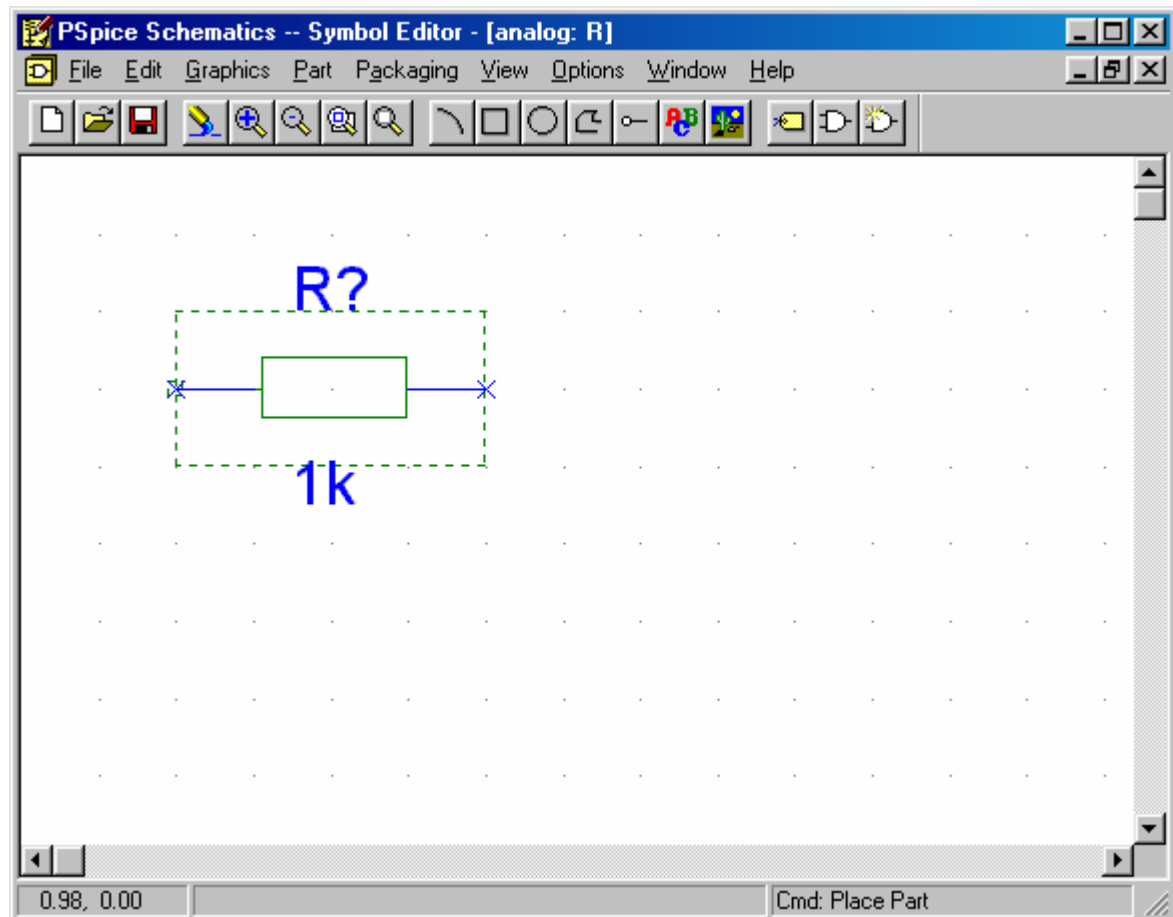 PSpice Schematics -- Symbol Editor - [analog: R]
File Edit Graphics Part Packaging View Options Window Help
ABC
R?
1k
0.98, 0.00 Cmd: Place Part